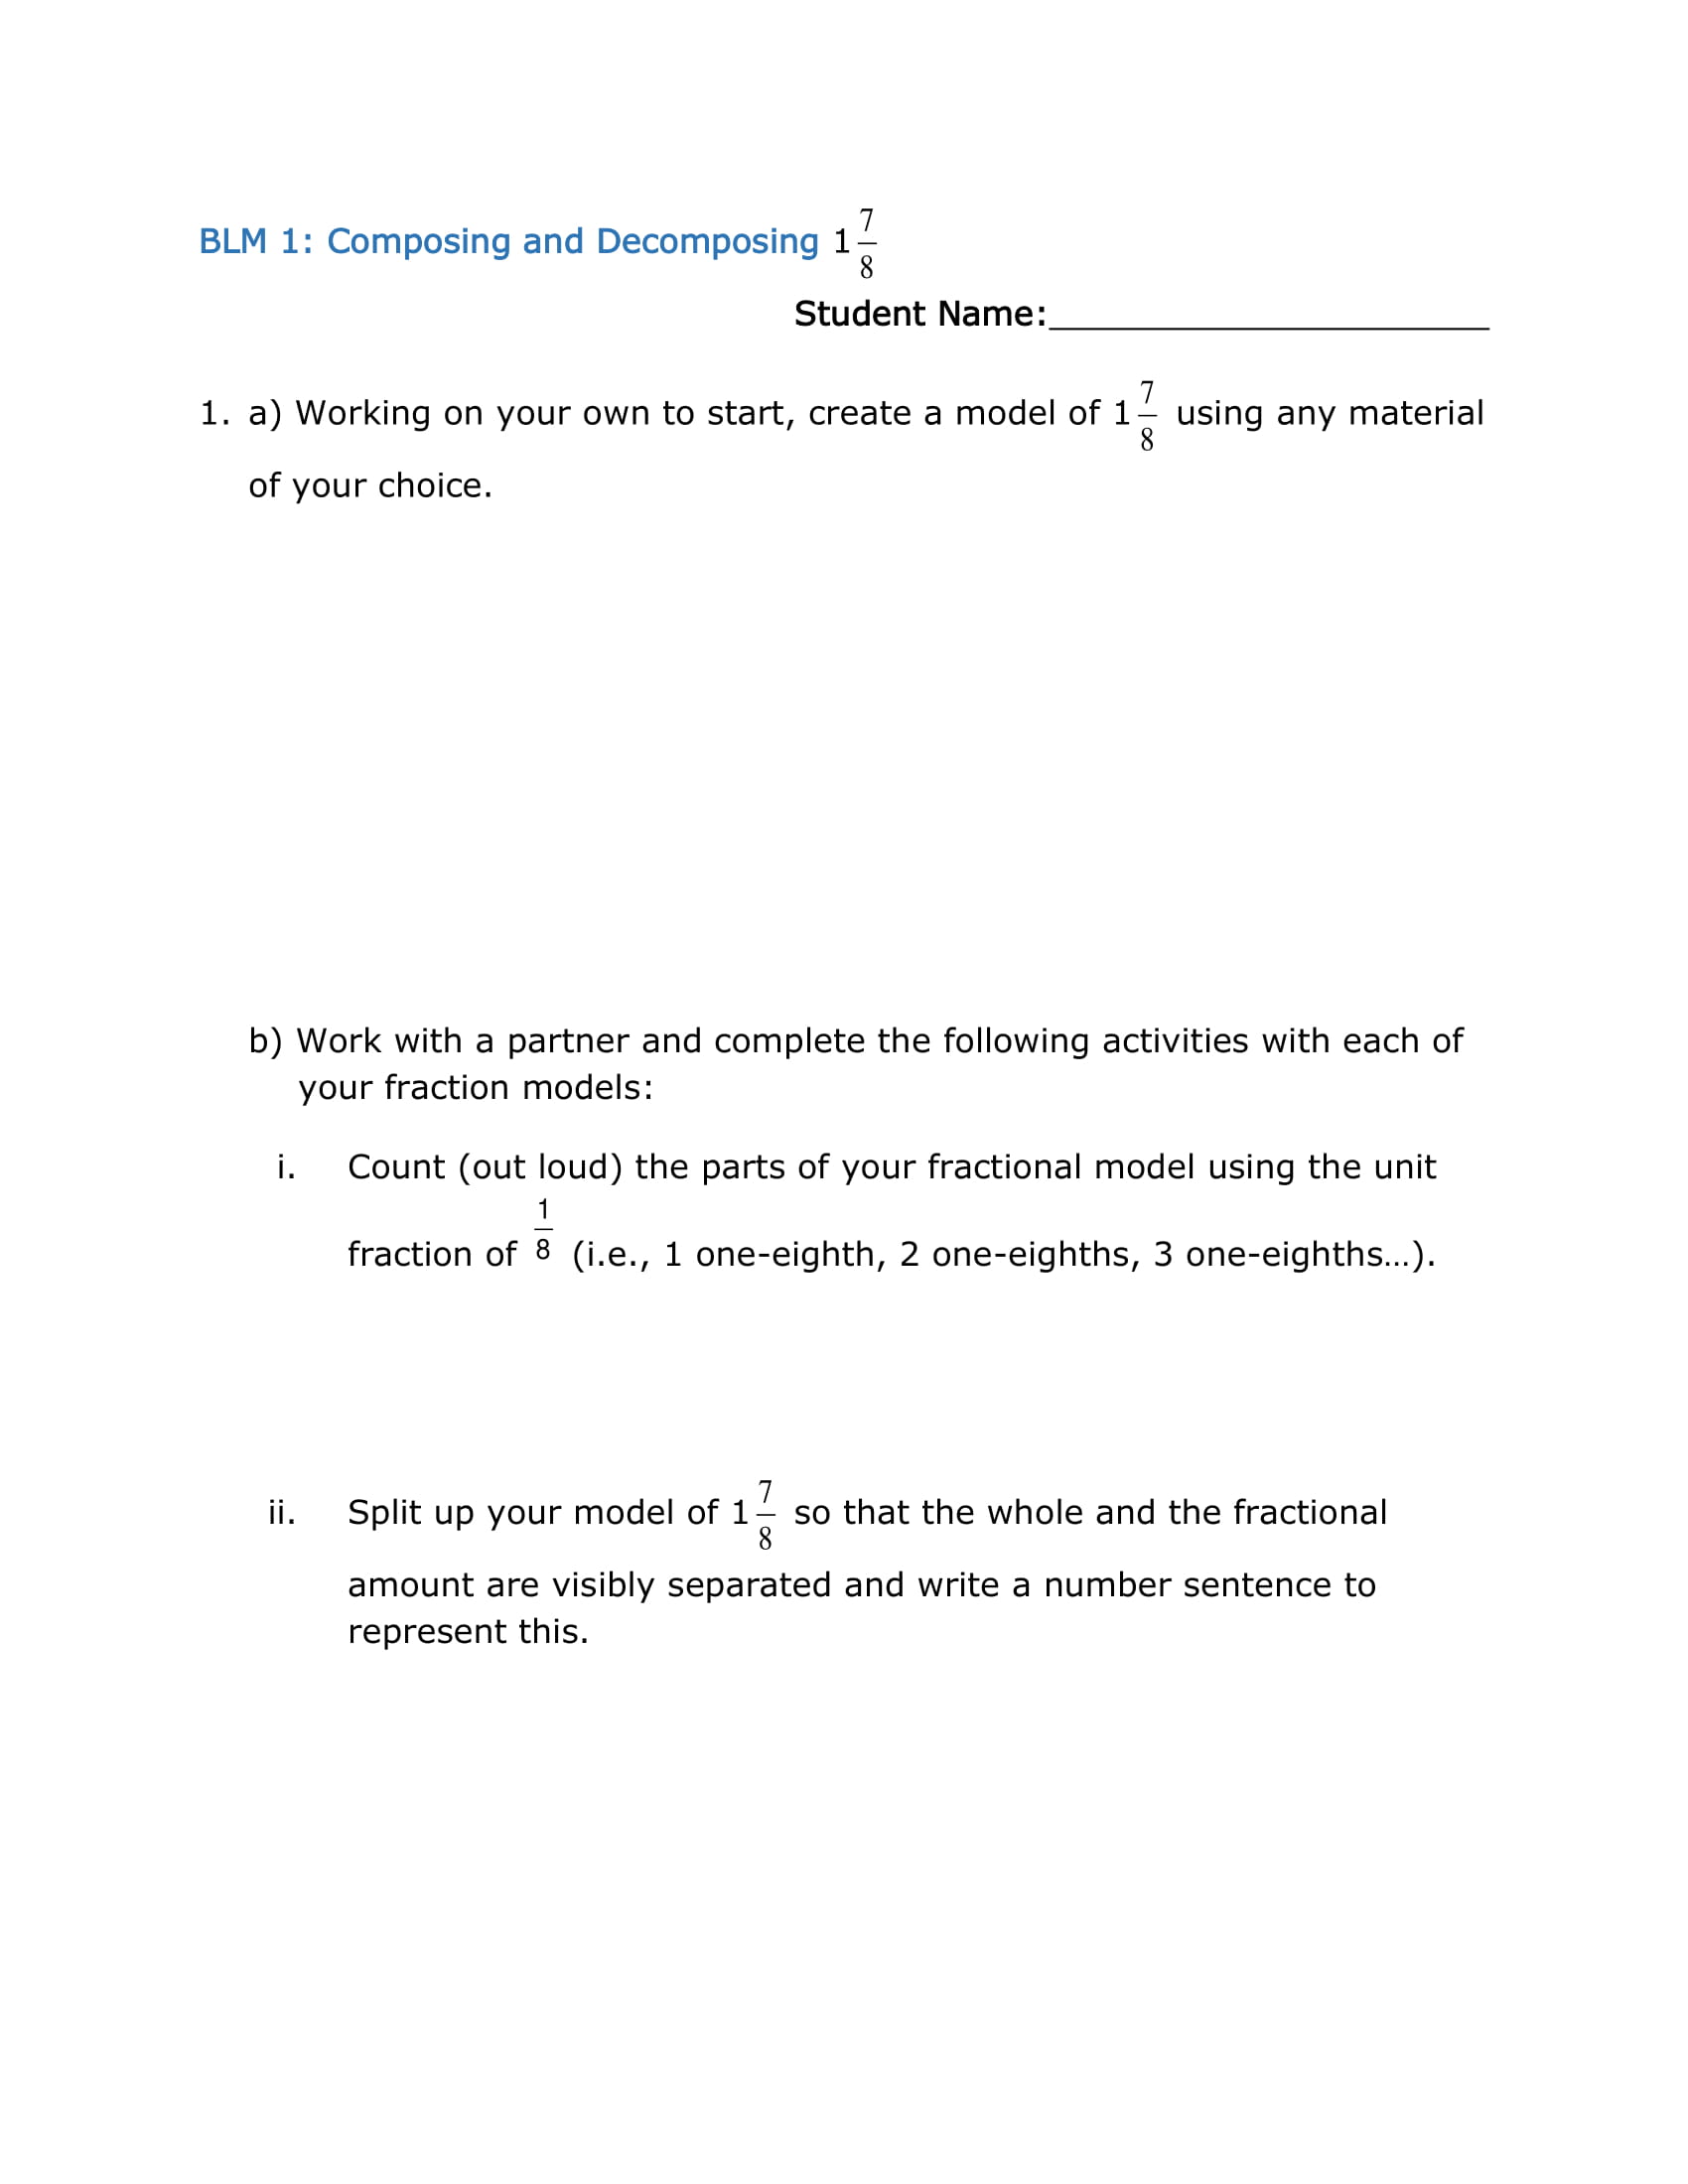 BLM 1: Composing and Decomposing 1 7/8
Student Name:______________________
1. a) Working on your own to start, create a model of 1 7/8 using any material
of your choice.
b) Work with a partner and complete the following activities with each of
your fraction models:
i. Count (out loud) the parts of your fractional model using the unit
fraction of 1/8 (i.e., 1 one-eighth, 2 one-eighths, 3 one-eighths…).
ii. Split up your model of 1 7/8 so that the whole and the fractional
amount are visibly separated and write a number sentence to
represent this.